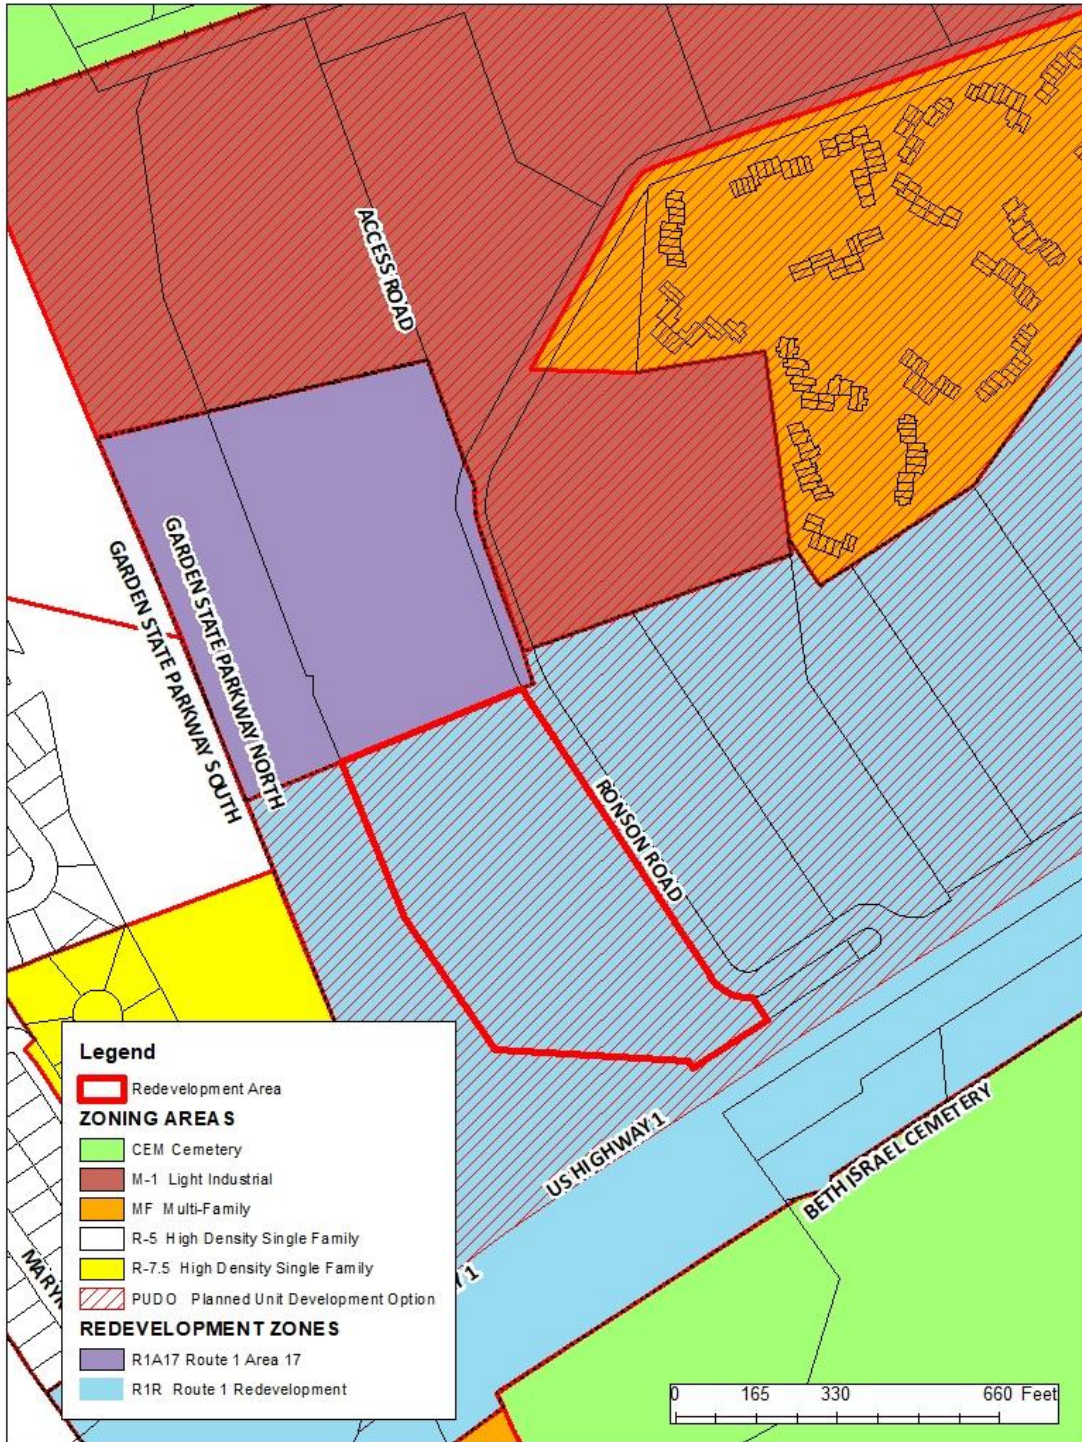 ACCESS ROAD
GARDEN STATE PARKWAY NORTH
GARDEN STATE PARKWAY SOUTH
RONSON ROAD
US HIGHWAY 1
BETH ISRAEL CEMETERY
Y 1
Legend
Redevelopment Area
ZONING AREAS
CEM Cemetery
M-1 Light Industrial
MF Multi-Family
R-5 High Density Single Family
R-7.5 High Density Single Family
PUDO Planned Unit Development Option
REDEVELOPMENT ZONES
R1A17 Route 1 Area 17
R1R Route 1 Redevelopment
0 165 330 660 Feet